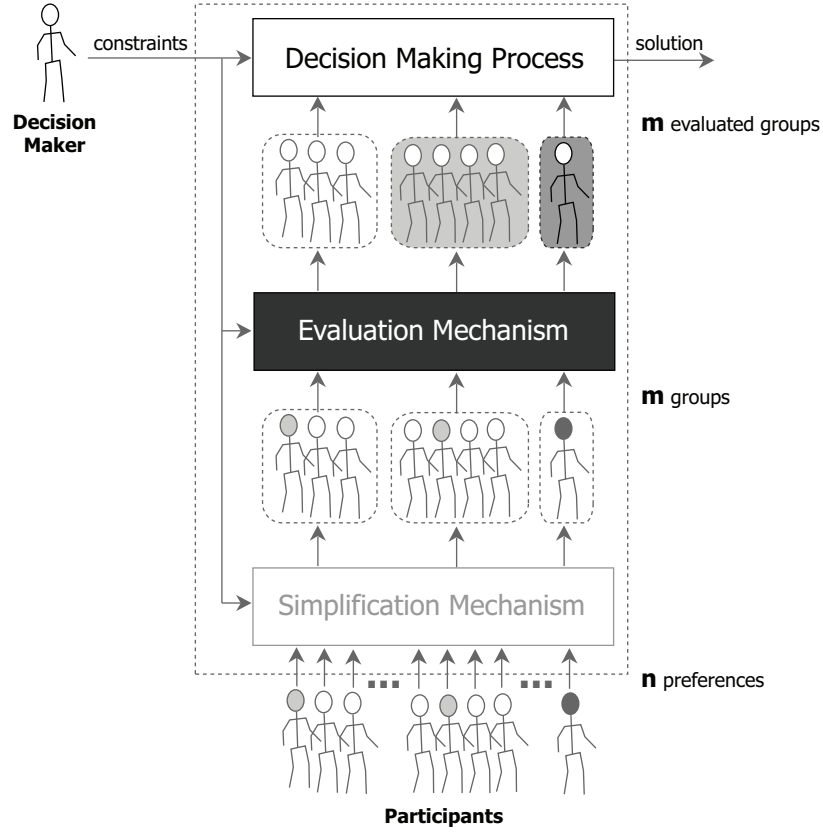 constraints
Decision Making Process
solution
Decision
Maker
m evaluated groups
Evaluation Mechanism
m groups
Simplification Mechanism
n preferences
Participants